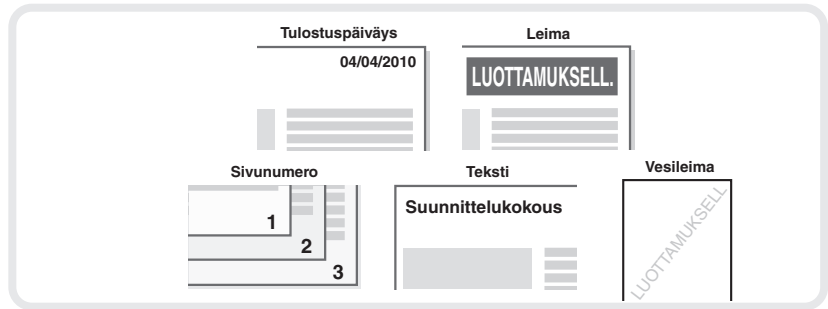 Tulostuspäiväys
04/04/2010
Leima
LUOTTAMUKSELL.
Sivunumero
1
2
3
Teksti
Suunnittelukokous
Vesileima
LUOTTAMUKSELL